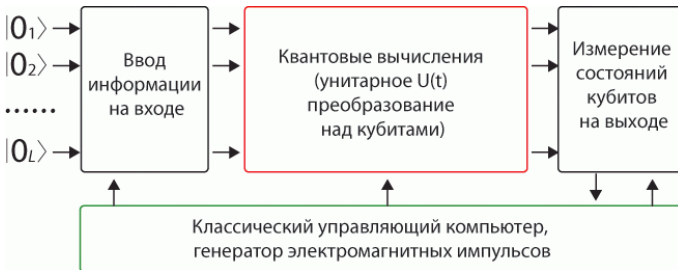 |0₁⟩
|0₂⟩
......
|0L⟩
Ввод
информации
на входе
Квантовые вычисления
(унитарное U(t)
преобразование
над кубитами)
Измерение
состояний
кубитов
на выходе
Классический управляющий компьютер,
генератор электромагнитных импульсов